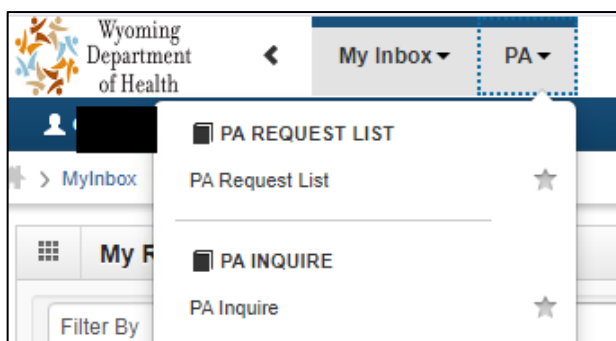 Wyoming
Department
of Health
My Inbox
PA
PA REQUEST LIST
> MyInbox
PA Request List
My R
PA INQUIRE
PA Inquire
Filter By